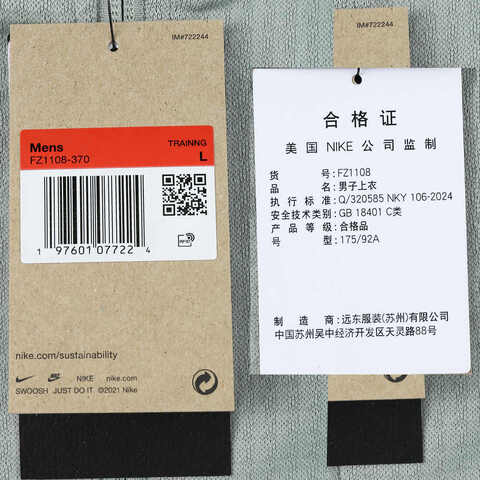 IM#722244
Mens
TRAINNG
FZ1108-370
L
1 97601 07722 4
RFID
nike.com/sustainability
NIKE nike.com
SWOOSH JUST DO IT ©2021 Nike
IM#722244
合格证
美国 NIKE 公司监制
货号:FZ1108
品名:男子上衣
执行标准:Q/320585 NKY 106-2024
安全技术类别:GB 18401 C类
产品等级:合格品
号型:175/92A
制造商:远东服装(苏州)有限公司
中国苏州吴中经济开发区天灵路88号